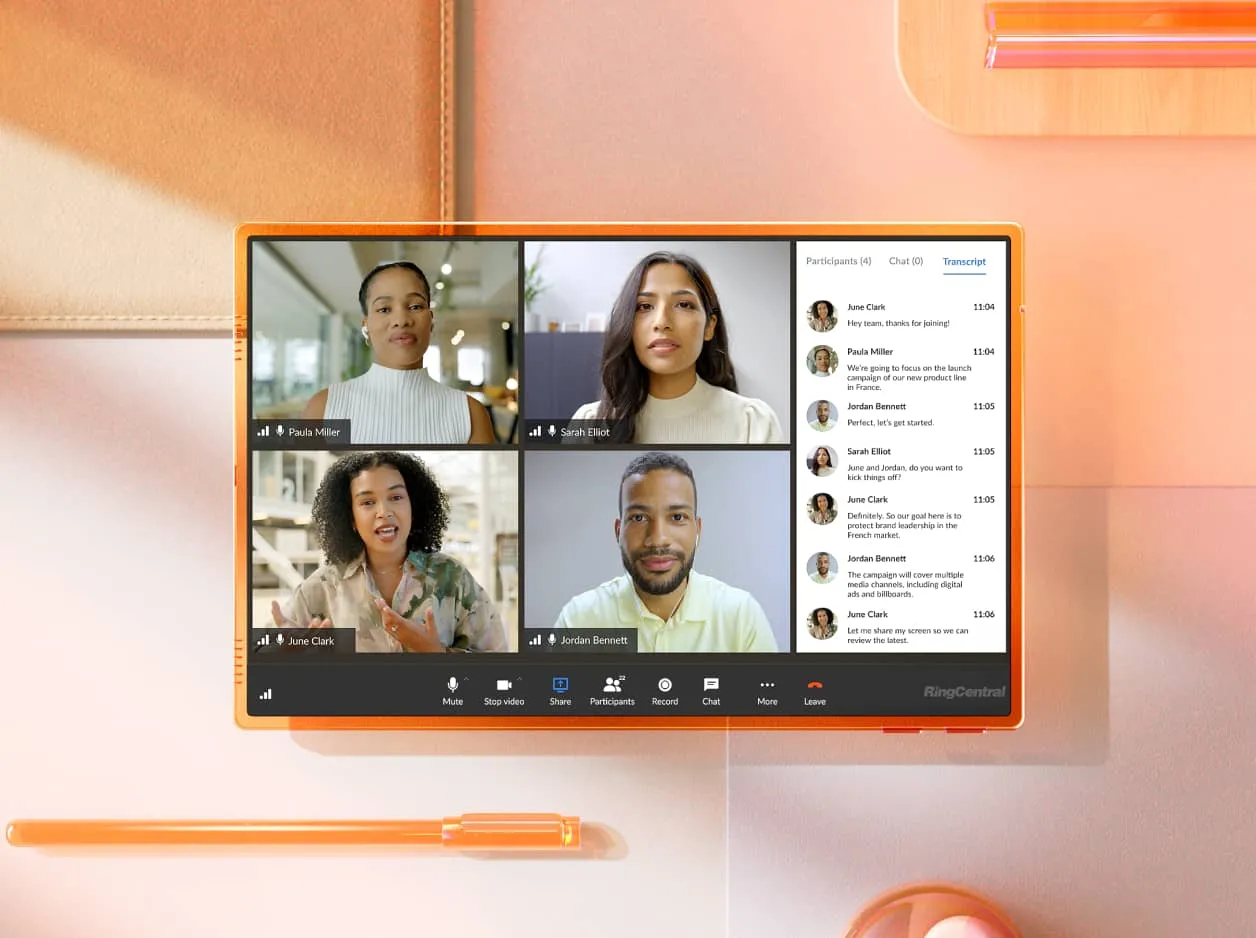 Participants (4) Chat (0) Transcript
June Clark 11:04
Hey team, thanks for joining!
Paula Miller 11:04
We're going to focus on the launch
campaign of our new product line
in France.
Jordan Bennett 11:05
Perfect, let's get started.
Sarah Elliot 11:05
June and Jordan, do you want to
kick things off?
June Clark 11:05
Definitely. So our goal here is to
protect brand leadership in the
French market.
Jordan Bennett 11:06
The campaign will cover multiple
media channels, including digital
ads and billboards.
June Clark 11:06
Let me share my screen so we can
review the latest.
Paula Miller
Sarah Elliot
June Clark
Jordan Bennett
22
Mute Stop video Share Participants Record Chat More Leave
RingCentral